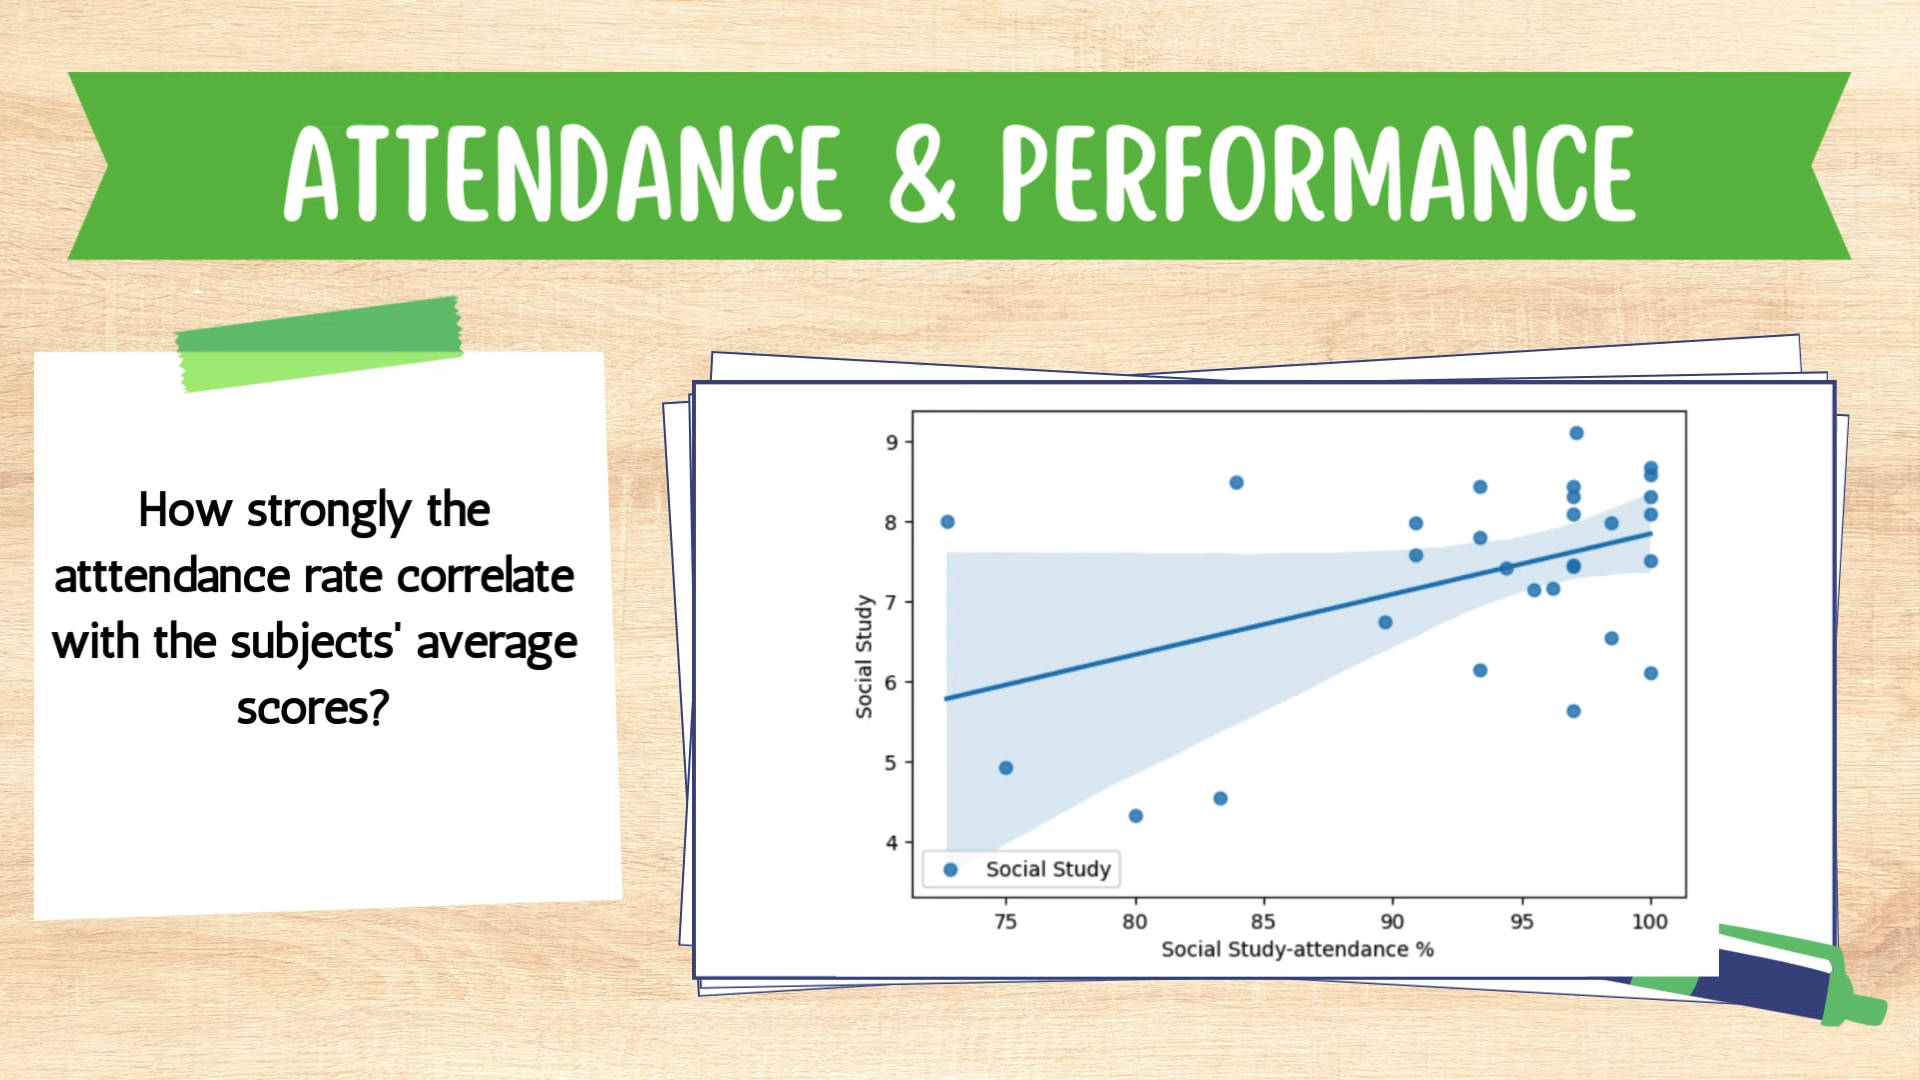 ATTENDANCE & PERFORMANCE
How strongly the
atttendance rate correlate
with the subjects' average
scores?
9
8
7
6
5
4
Social Study
Social Study
75 80 85 90 95 100
Social Study-attendance %